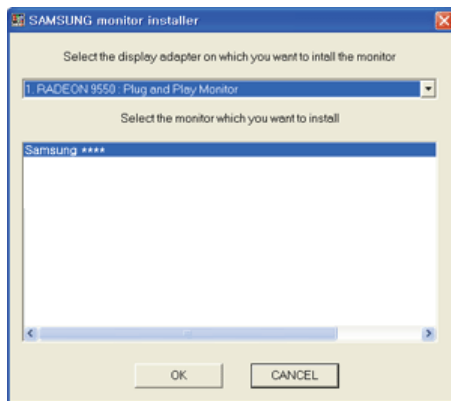 SAMSUNG monitor installer
Select the display adapter on which you want to intall the monitor
1. RADEON 9550 : Plug and Play Monitor
Select the monitor which you want to install
Samsung ****
OK
CANCEL